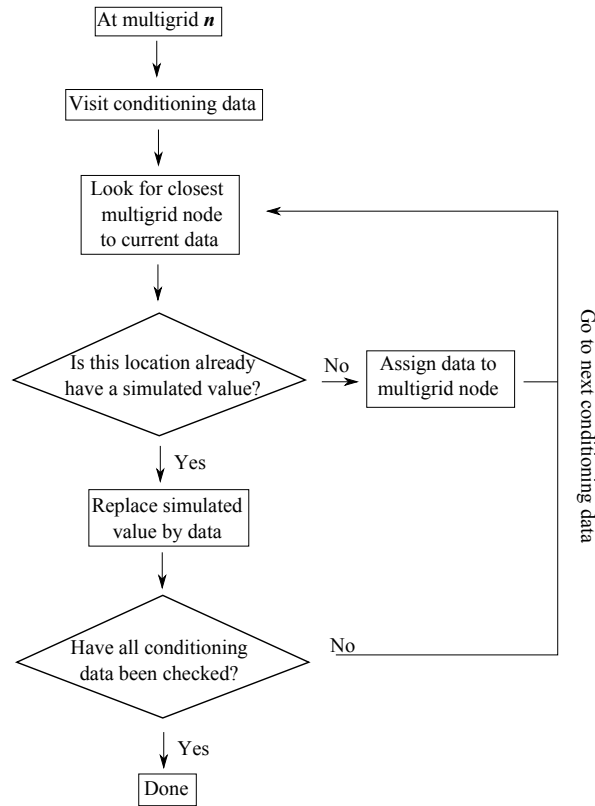 At multigrid n
Visit conditioning data
Look for closest
multigrid node
to current data
Is this location already
have a simulated value?
No
Assign data to
multigrid node
Go to next conditioning data
Yes
Replace simulated
value by data
Have all conditioning
data been checked?
No
Yes
Done